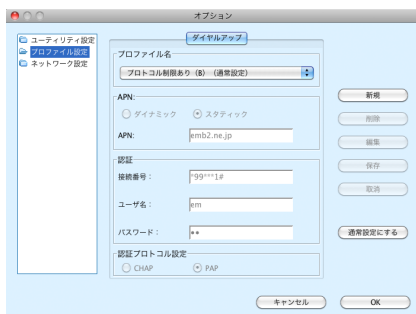 オプション
ユーティリティ設定
プロファイル設定
ネットワーク設定
ダイヤルアップ
プロファイル名
プロトコル制限あり (B) (通常設定)
APN:
ダイナミック スタティック
APN: emb2.ne.jp
認証
接続番号: *99***1#
ユーザ名: em
パスワード: ••
認証プロトコル設定
CHAP PAP
新規
削除
編集
保存
取消
通常設定にする
キャンセル OK